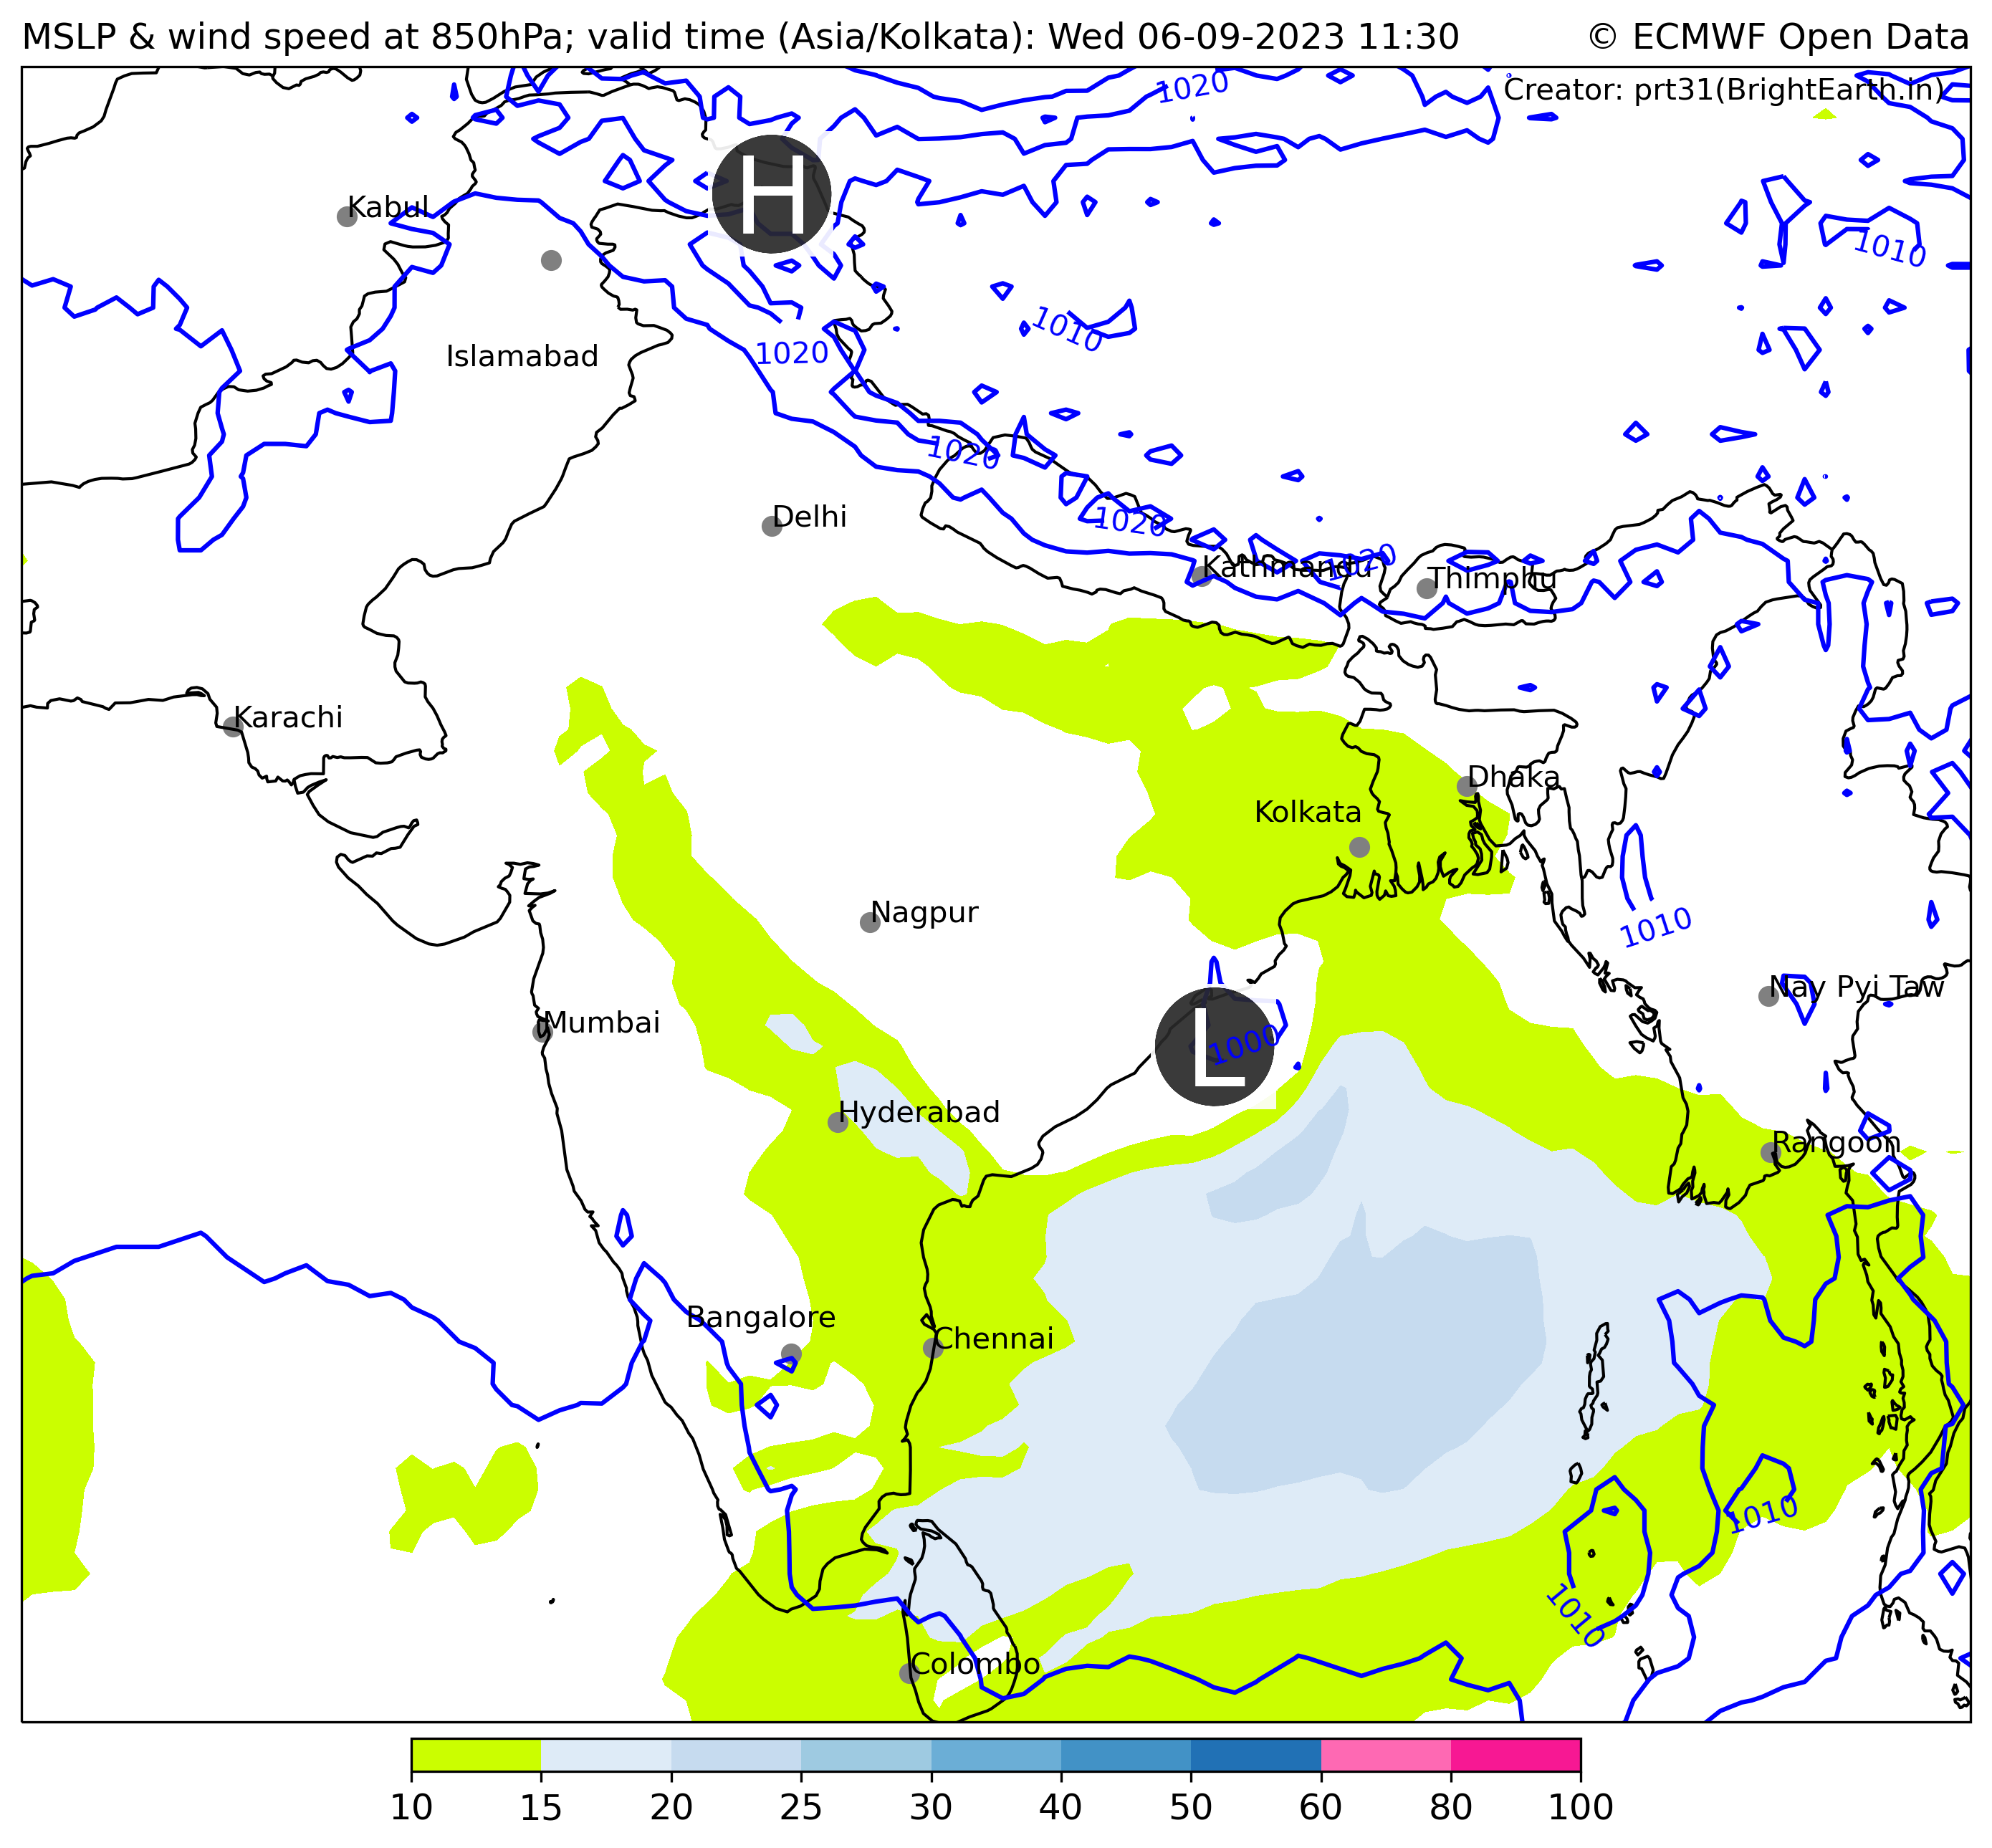 MSLP & wind speed at 850hPa; valid time (Asia/Kolkata): Wed 06-09-2023 11:30
© ECMWF Open Data
1020
Creator: prt31(BrightEarth.in)
H
Kabul
1010
1010
Islamabad
1020
1020
Delhi
1020
Kathmandu
1020
Thimphu
Karachi
Dhaka
Kolkata
Nagpur
1010
Nay Pyi Taw
Mumbai
L
1000
Hyderabad
Rangoon
Bangalore
Chennai
1010
1010
Colombo
10 15 20 25 30 40 50 60 80 100